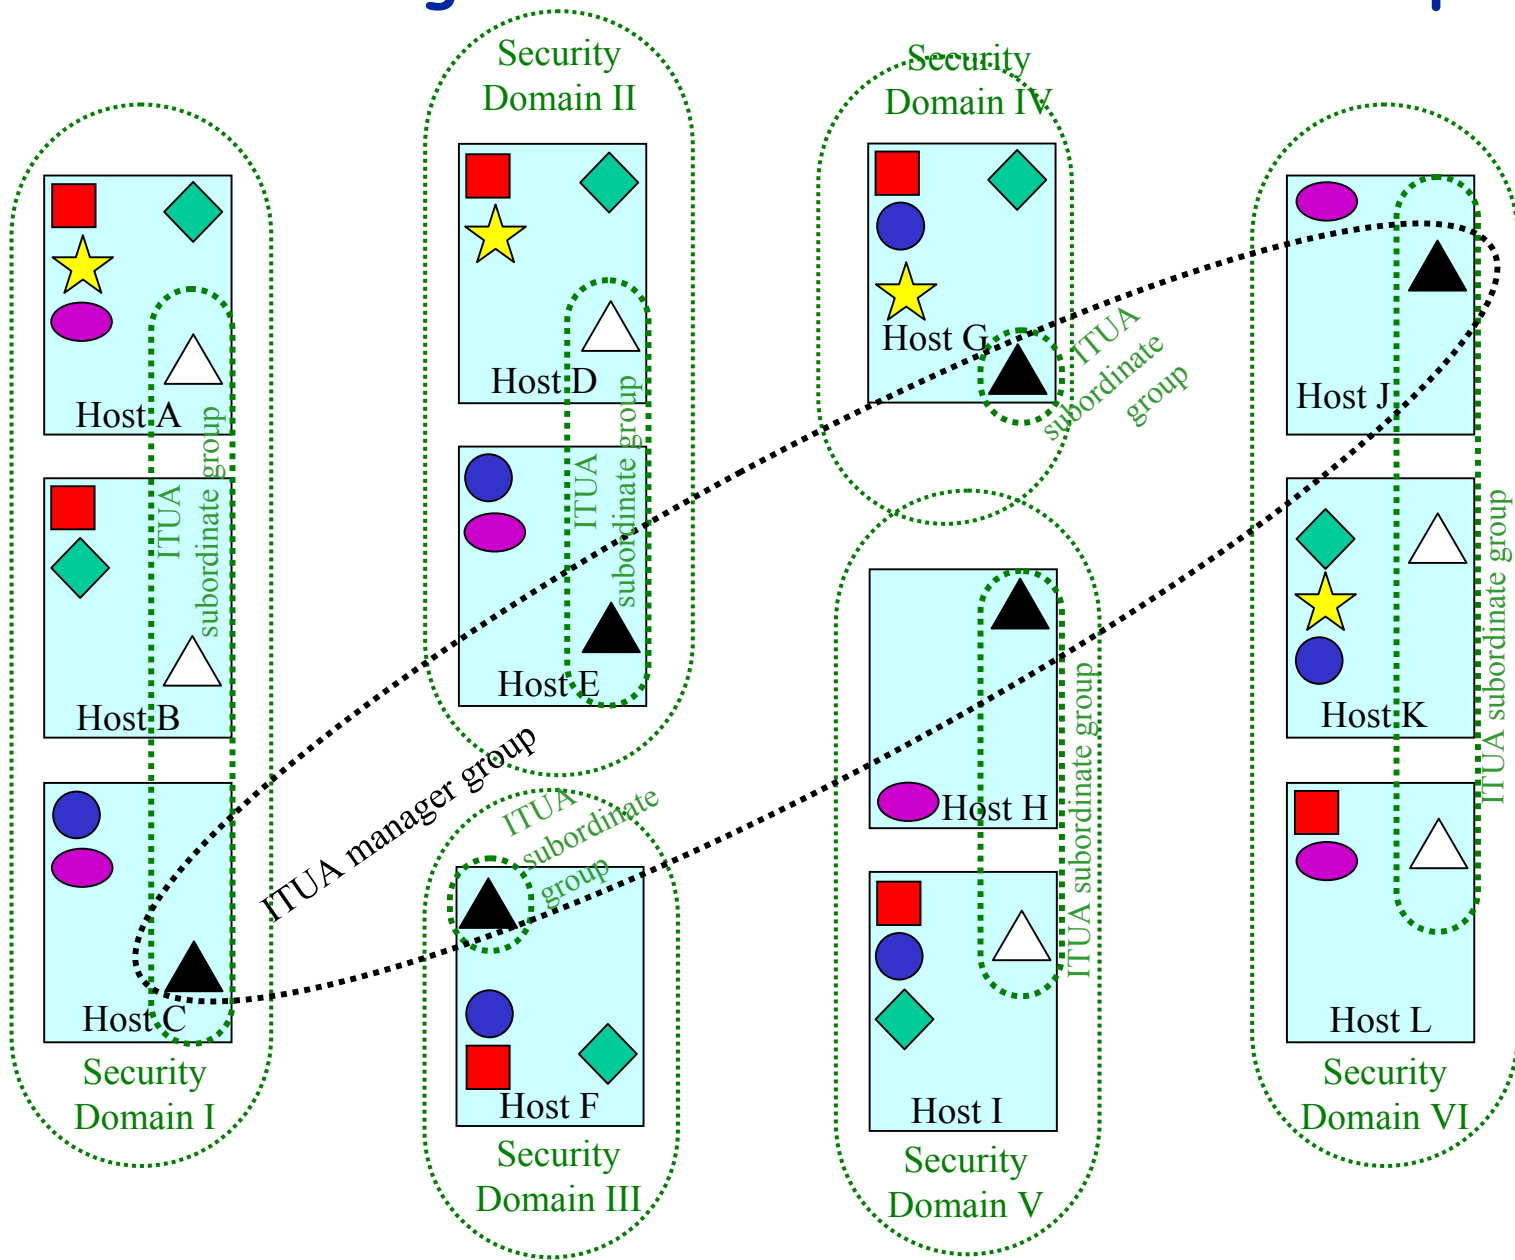 Security
Domain II
Security
Domain IV
Host A
ITUA
subordinate group
Host B
Host C
Security
Domain I
Host D
ITUA
subordinate group
Host E
ITUA manager group
ITUA
subordinate
group
Host F
Security
Domain III
Host G
ITUA
subordinate
group
Host H
ITUA subordinate group
Host I
Security
Domain V
Host J
Host K
ITUA subordinate group
Host L
Security
Domain VI